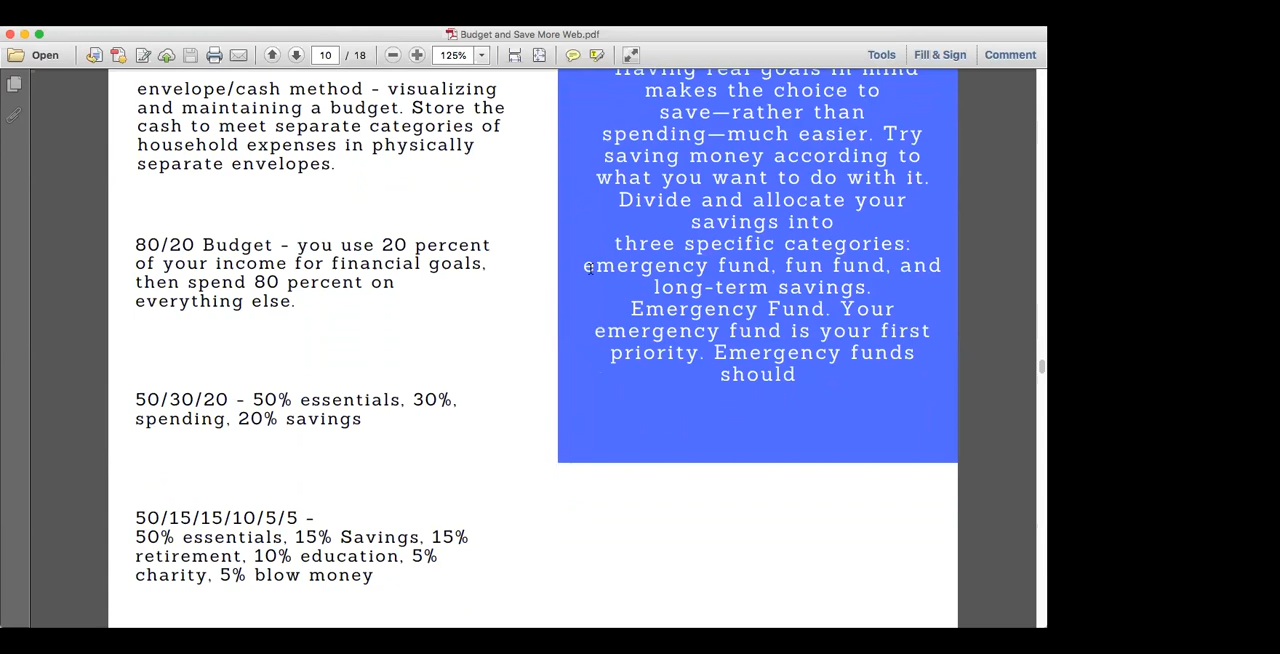 Budget and Save More Web.pdf
Open
10 / 18
125%
Tools
Fill & Sign
Comment
envelope/cash method - visualizing
and maintaining a budget. Store the
cash to meet separate categories of
household expenses in physically
separate envelopes.
80/20 Budget - you use 20 percent
of your income for financial goals,
then spend 80 percent on
everything else.
50/30/20 - 50% essentials, 30%,
spending, 20% savings
50/15/15/10/5/5 -
50% essentials, 15% Savings, 15%
retirement, 10% education, 5%
charity, 5% blow money
Having real goals in mind
makes the choice to
save—rather than
spending—much easier. Try
saving money according to
what you want to do with it.
Divide and allocate your
savings into
three specific categories:
emergency fund, fun fund, and
long-term savings.
Emergency Fund. Your
emergency fund is your first
priority. Emergency funds
should